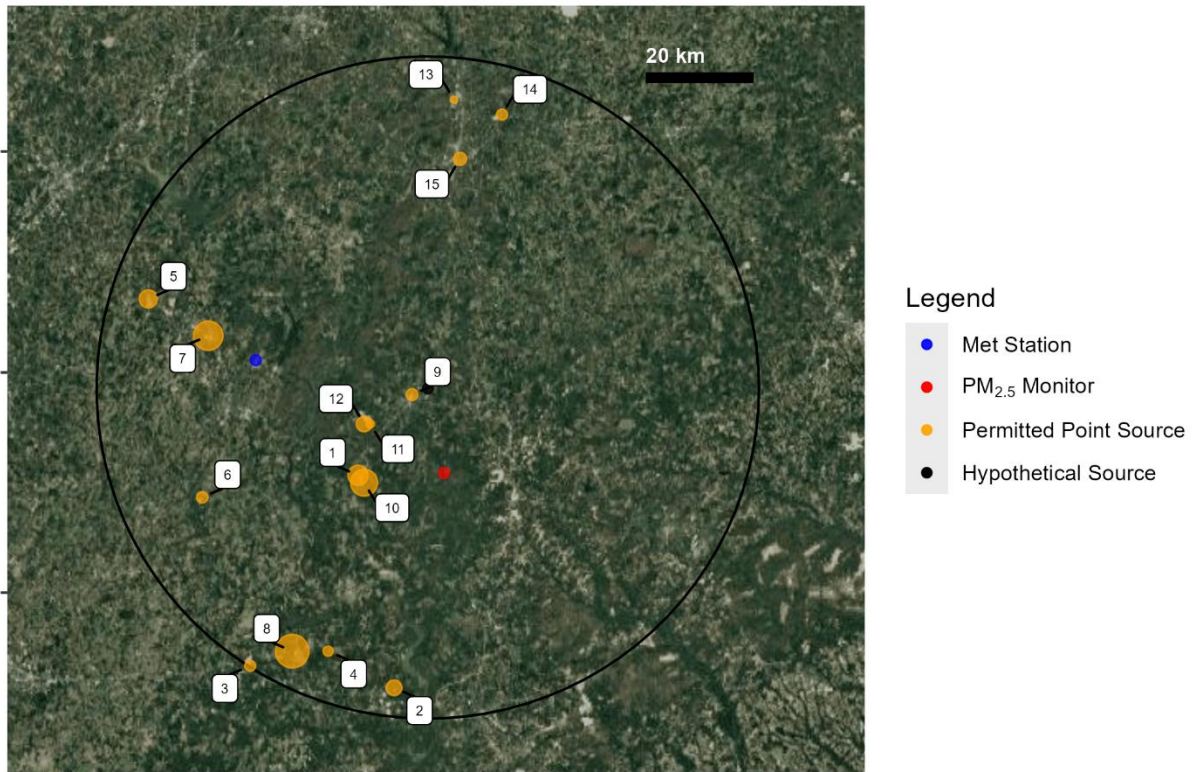 20 km
13
14
15
5
7
9
12
11
1
6
10
8
4
3
2
Legend
Met Station
PM2.5 Monitor
Permitted Point Source
Hypothetical Source